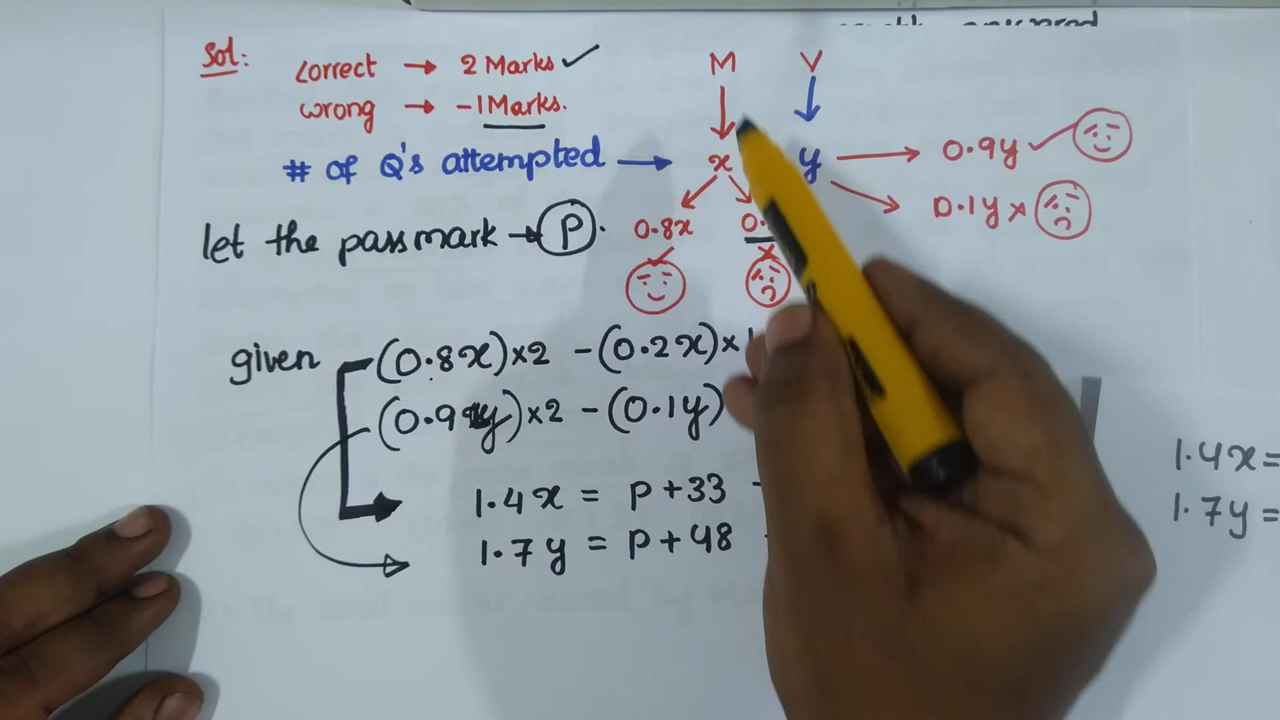 Sol: correct → 2 Marks ✓ M V
wrong → -1 Marks.
# of Q's attempted → x y → 0.9y ✓
0.1y ×
let the pass mark → P. 0.8x 0.
✓ ×
given (0.8x)×2 - (0.2x)×
(0.9y)×2 - (0.1y)
1.4x = P+33
1.7y = P+48
1.4x=
1.7y=